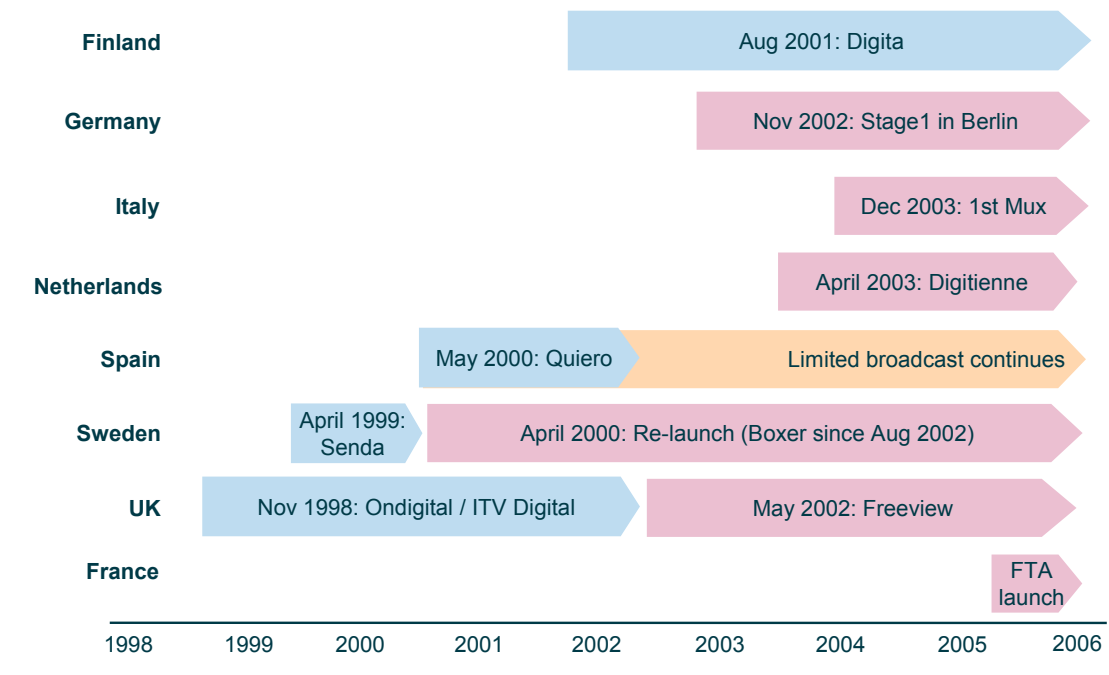 Finland
Aug 2001: Digita
Germany
Nov 2002: Stage1 in Berlin
Italy
Dec 2003: 1st Mux
Netherlands
April 2003: Digitienne
Spain
May 2000: Quiero
Limited broadcast continues
Sweden
April 1999:
Senda
April 2000: Re-launch (Boxer since Aug 2002)
UK
Nov 1998: Ondigital / ITV Digital
May 2002: Freeview
France
FTA
launch
1998 1999 2000 2001 2002 2003 2004 2005 2006